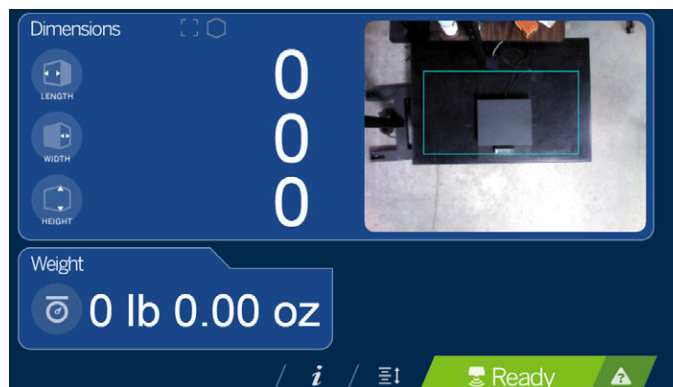 Dimensions
LENGTH
0
WIDTH
0
HEIGHT
0
Weight
0 lb 0.00 oz
i
Ready
?